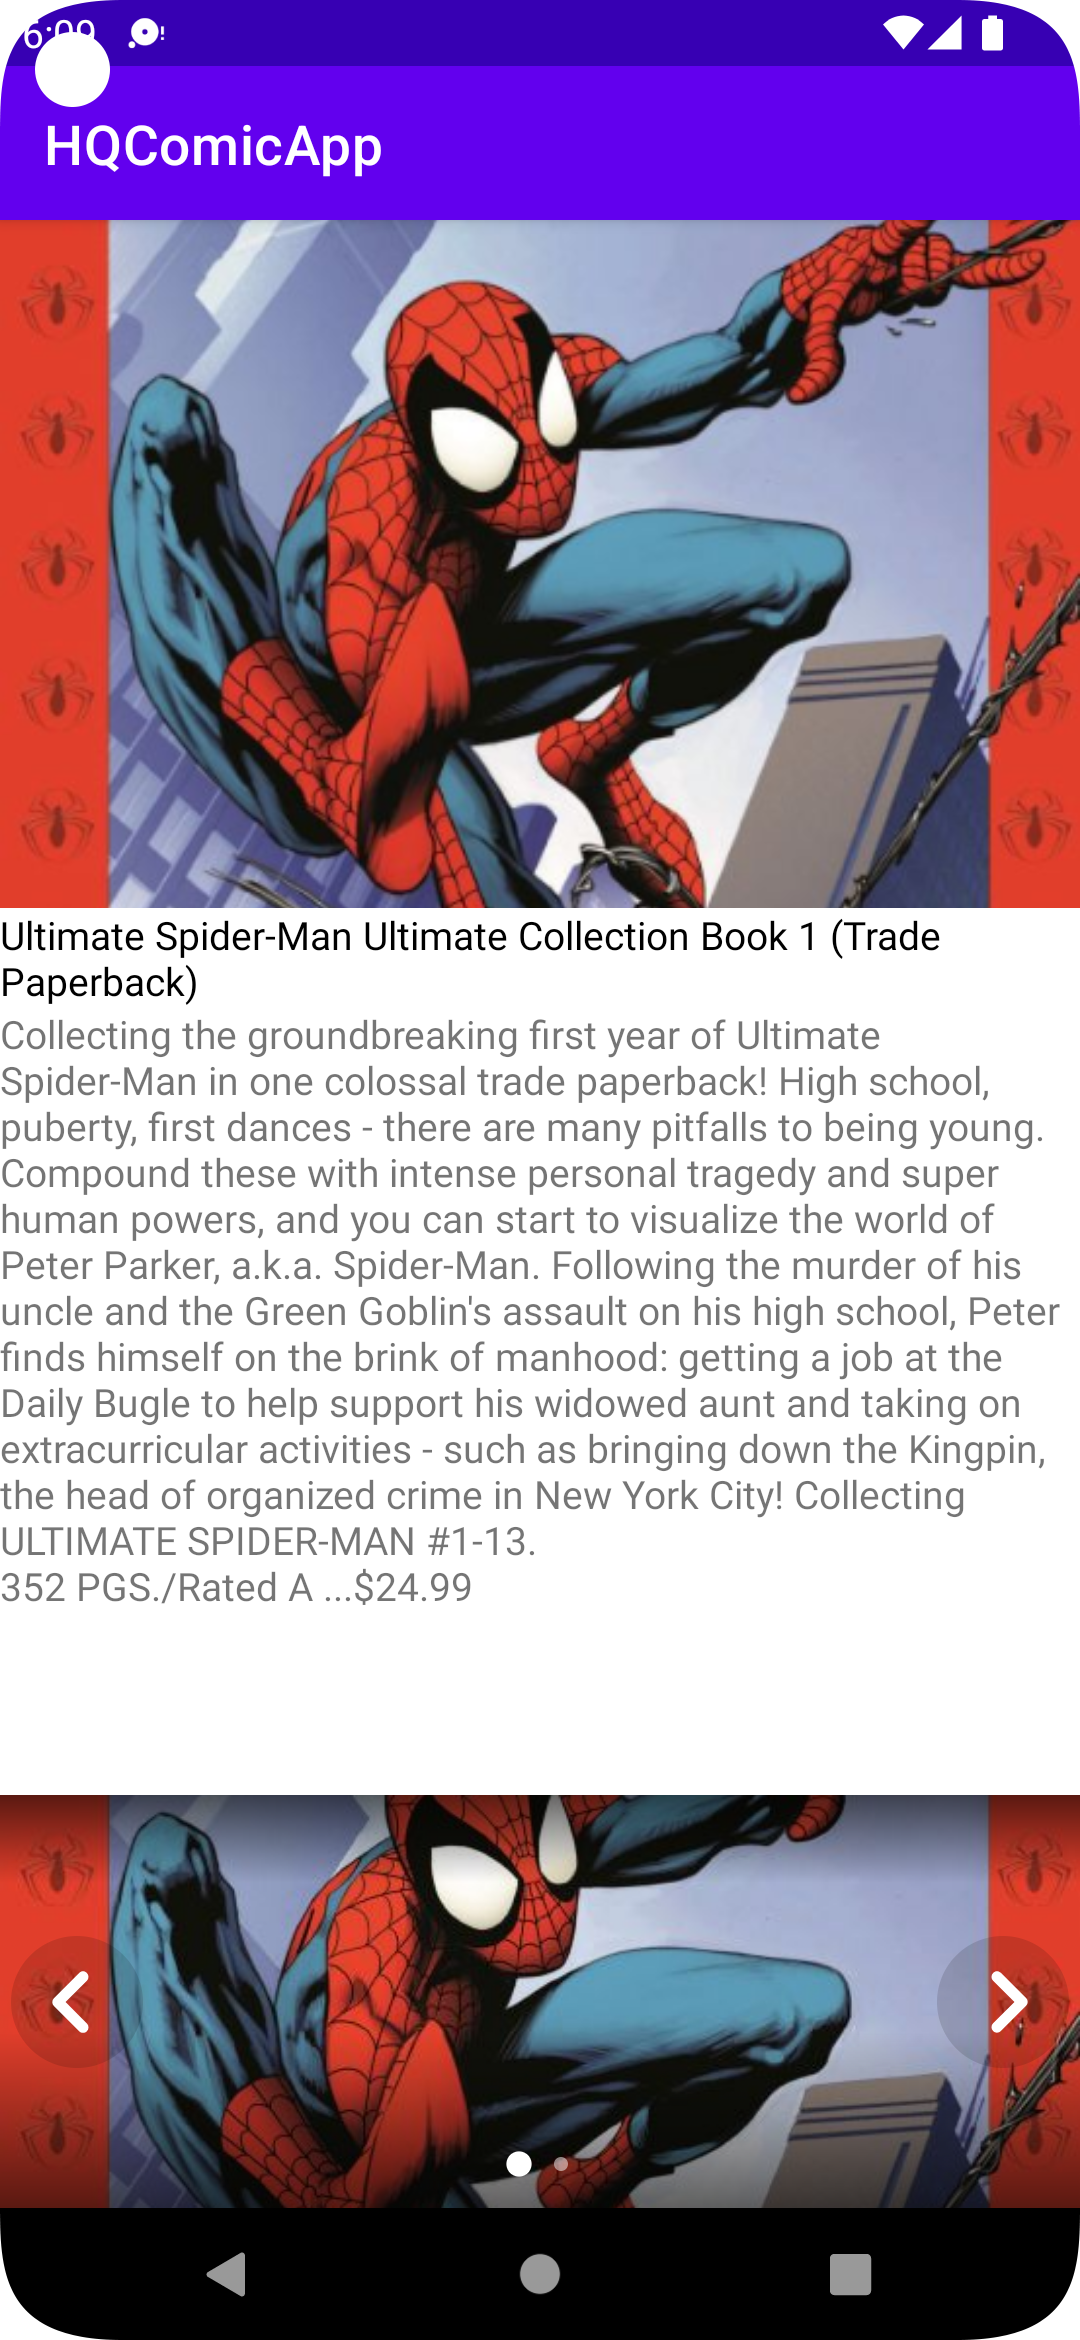 6:09
HQComicApp
Ultimate Spider-Man Ultimate Collection Book 1 (Trade
Paperback)
Collecting the groundbreaking first year of Ultimate
Spider-Man in one colossal trade paperback! High school,
puberty, first dances - there are many pitfalls to being young.
Compound these with intense personal tragedy and super
human powers, and you can start to visualize the world of
Peter Parker, a.k.a. Spider-Man. Following the murder of his
uncle and the Green Goblin's assault on his high school, Peter
finds himself on the brink of manhood: getting a job at the
Daily Bugle to help support his widowed aunt and taking on
extracurricular activities - such as bringing down the Kingpin,
the head of organized crime in New York City! Collecting
ULTIMATE SPIDER-MAN #1-13.
352 PGS./Rated A ...$24.99